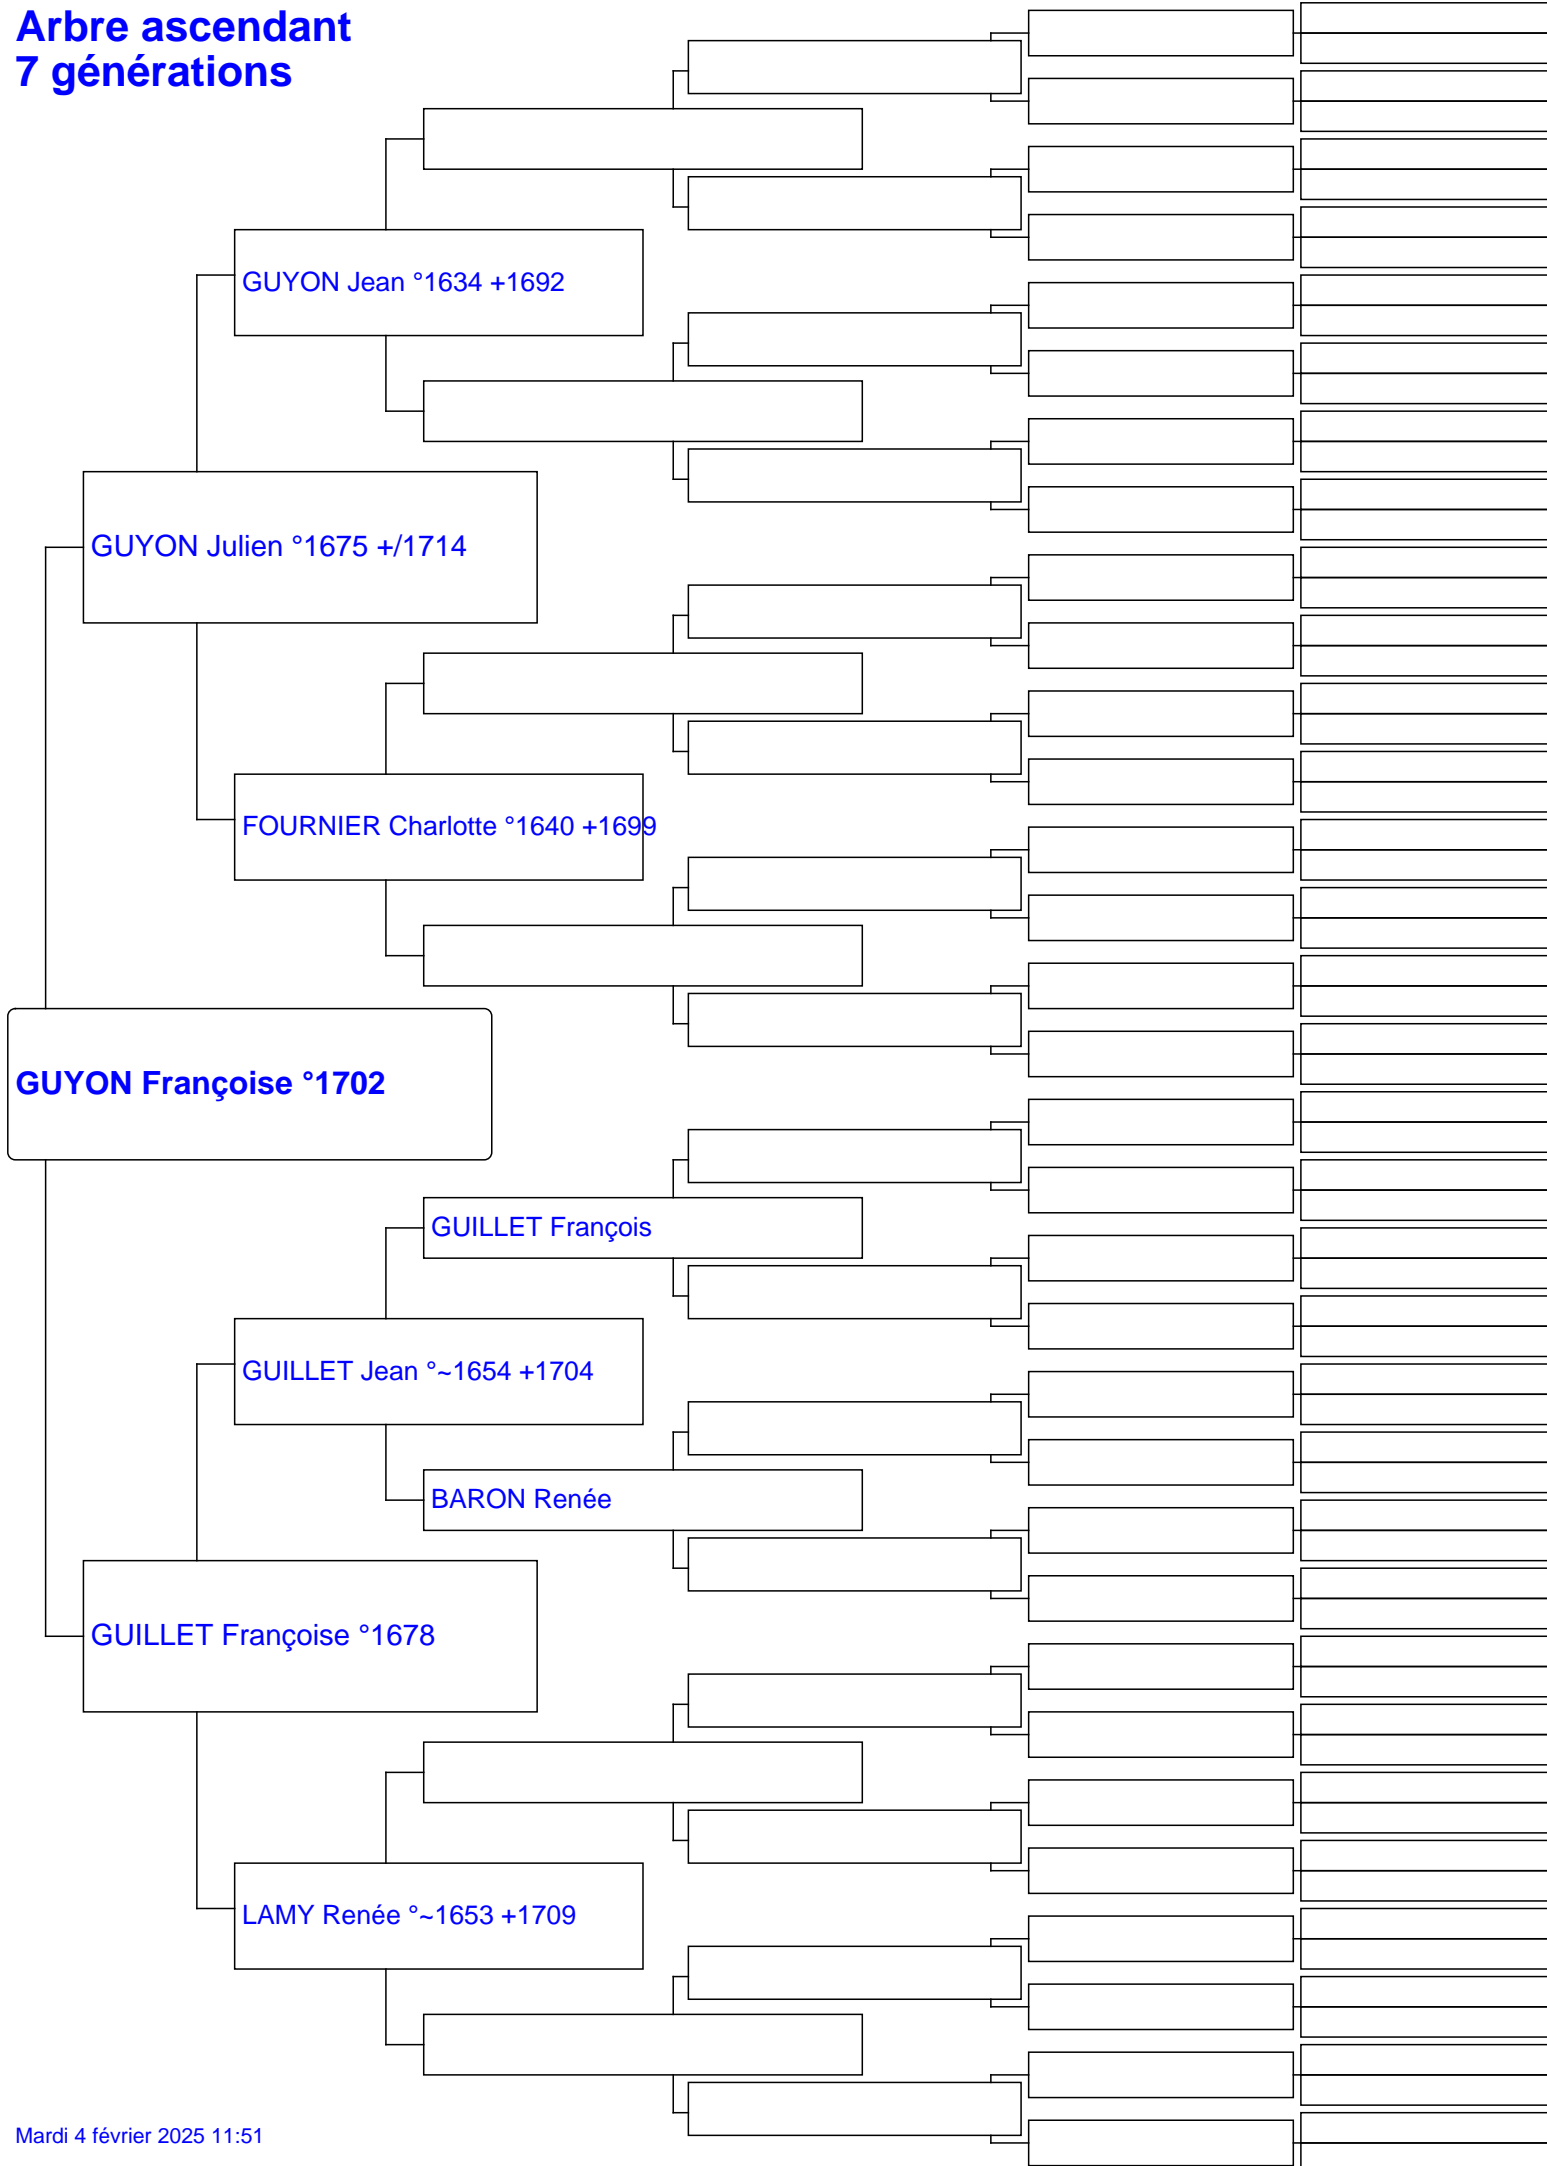 Arbre ascendant
7 générations
GUYON Jean °1634 +1692
GUYON Julien °1675 +/1714
FOURNIER Charlotte °1640 +1699
GUYON Françoise °1702
GUILLET François
GUILLET Jean °~1654 +1704
BARON Renée
GUILLET Françoise °1678
LAMY Renée °~1653 +1709
Mardi 4 février 2025 11:51